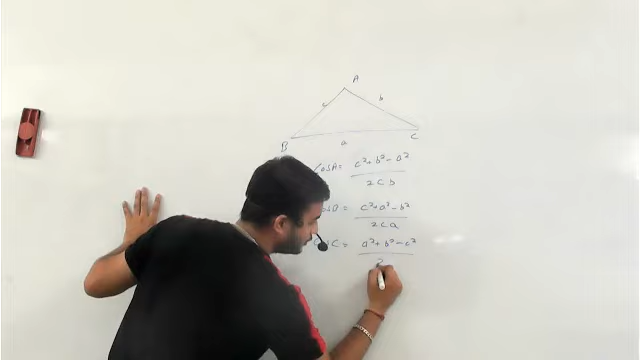 A
c b
B a C
CosA = c²+b²-a²
2cb
= c²+a²-b²
2ca
C = a²+b²-c²
2